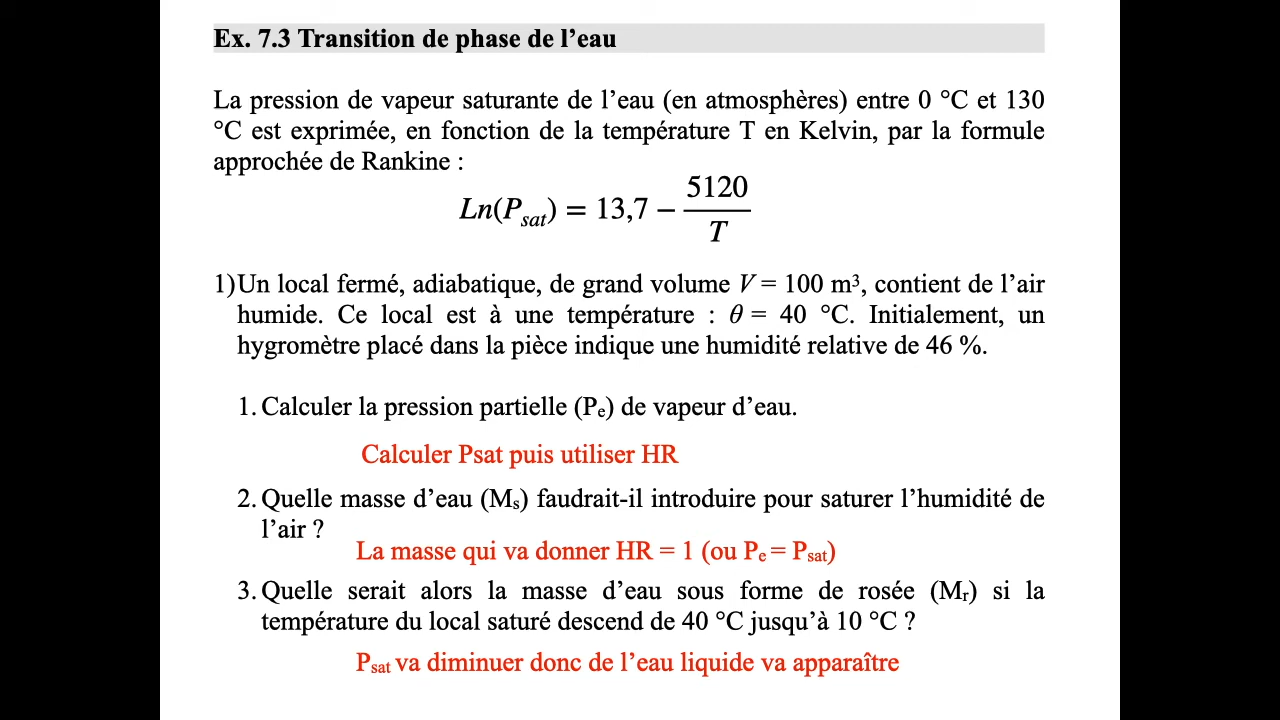 Ex. 7.3 Transition de phase de l’eau
La pression de vapeur saturante de l’eau (en atmosphères) entre 0 °C et 130
°C est exprimée, en fonction de la température T en Kelvin, par la formule
approchée de Rankine :
Ln(Psat) = 13,7 − 5120/T
1)Un local fermé, adiabatique, de grand volume V = 100 m³, contient de l’air
humide. Ce local est à une température : θ = 40 °C. Initialement, un
hygromètre placé dans la pièce indique une humidité relative de 46 %.
1. Calculer la pression partielle (Pe) de vapeur d’eau.
Calculer Psat puis utiliser HR
2. Quelle masse d’eau (Ms) faudrait-il introduire pour saturer l’humidité de
l’air ?
La masse qui va donner HR = 1 (ou Pe = Psat)
3. Quelle serait alors la masse d’eau sous forme de rosée (Mr) si la
température du local saturé descend de 40 °C jusqu’à 10 °C ?
Psat va diminuer donc de l’eau liquide va apparaître